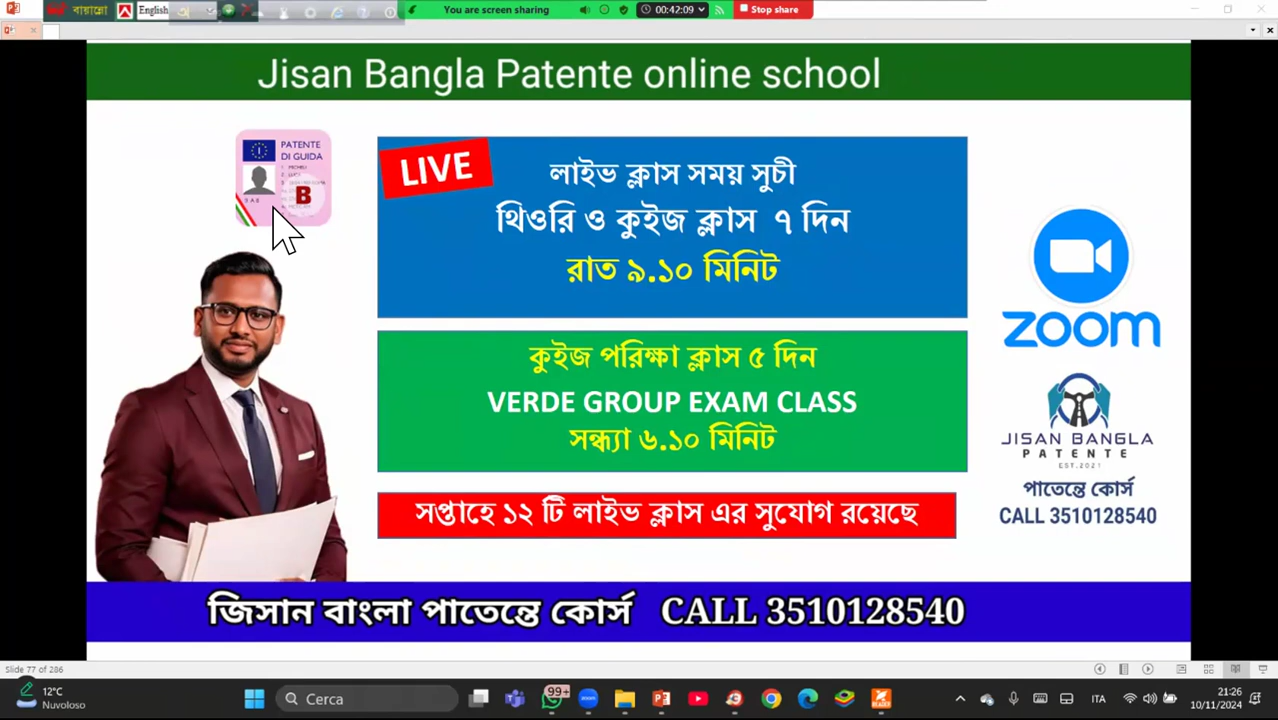 বায়ান্নো
English
You are screen sharing
00:42:09
Stop share
Jisan Bangla Patente online school
PATENTE
DI GUIDA
B
LIVE
লাইভ ক্লাস সময় সুচী
থিওরি ও কুইজ ক্লাস ৭ দিন
রাত ৯.১০ মিনিট
কুইজ পরিক্ষা ক্লাস ৫ দিন
VERDE GROUP EXAM CLASS
সন্ধ্যা ৬.১০ মিনিট
সপ্তাহে ১২ টি লাইভ ক্লাস এর সুযোগ রয়েছে
zoom
JISAN BANGLA
PATENTE
EST.2021
পাতেন্তে কোর্স
CALL 3510128540
জিসান বাংলা পাতেন্তে কোর্স CALL 3510128540
Slide 77 of 286
12°C
Nuvoloso
Cerca
99+
ITA
21:26
10/11/2024